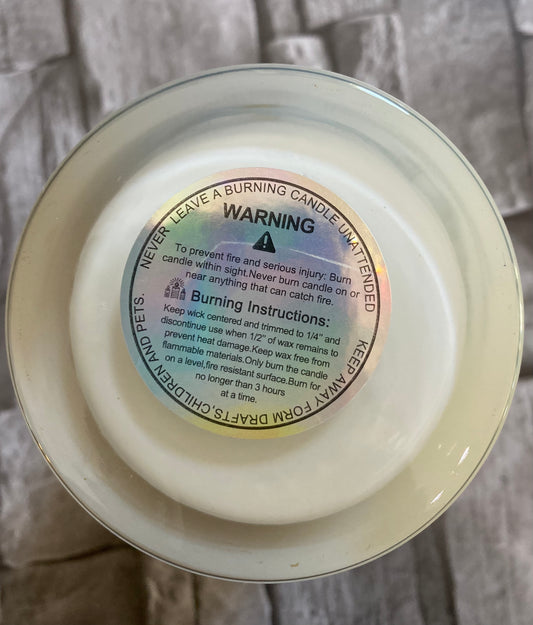 NEVER LEAVE A BURNING CANDLE UNATTENDED
KEEP AWAY FORM DRAFTS,CHILDREN AND PETS.
WARNING
To prevent fire and serious injury: Burn
candle within sight.Never burn candle on or
near anything that can catch fire.
Burning Instructions:
Keep wick centered and trimmed to 1/4" and
discontinue use when 1/2" of wax remains to
prevent heat damage.Keep wax free from
flammable materials.Only burn the candle
on a level,fire resistant surface.Burn for
no longer than 3 hours
at a time.